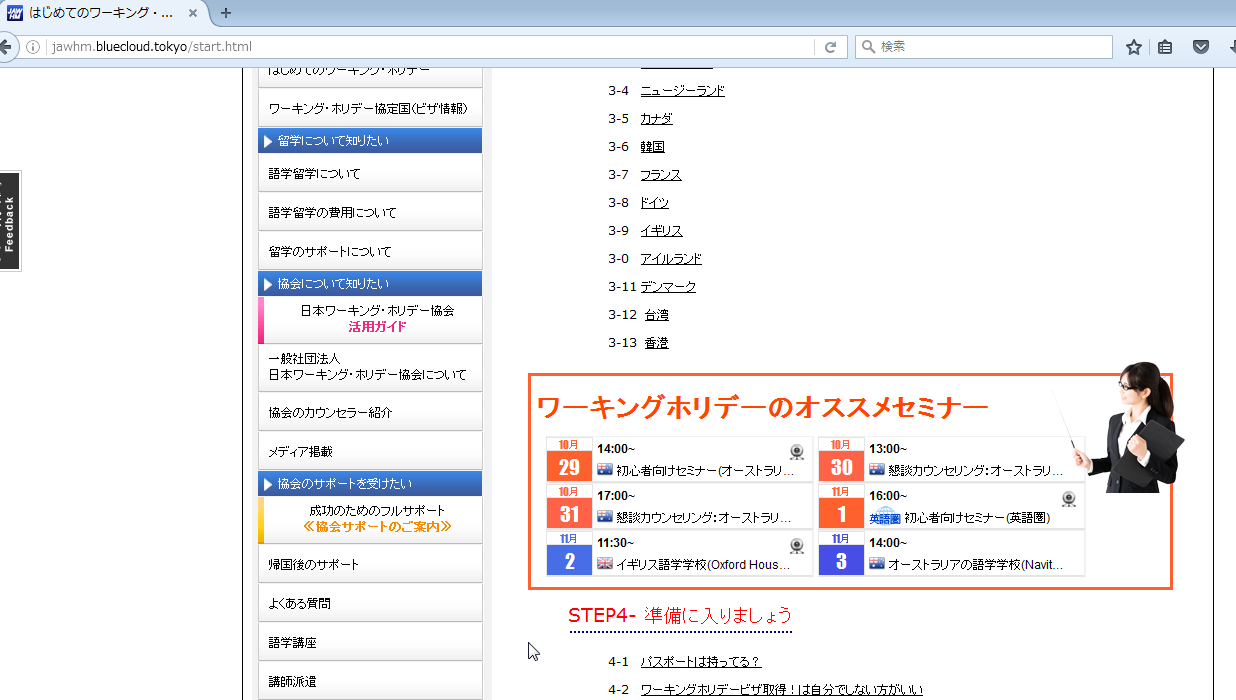 はじめてのワーキング・...
jawhm.bluecloud.tokyo/start.html
検索
Feedback
はじめてのワーキング・ホリデー
ワーキング・ホリデー協定国(ビザ情報)
留学について知りたい
語学留学について
語学留学の費用について
留学のサポートについて
協会について知りたい
日本ワーキング・ホリデー協会
活用ガイド
一般社団法人
日本ワーキング・ホリデー協会について
協会のカウンセラー紹介
メディア掲載
協会のサポートを受けたい
成功のためのフルサポート
≪協会サポートのご案内≫
帰国後のサポート
よくある質問
語学講座
講師派遣
3-4 ニュージーランド
3-5 カナダ
3-6 韓国
3-7 フランス
3-8 ドイツ
3-9 イギリス
3-0 アイルランド
3-11 デンマーク
3-12 台湾
3-13 香港
ワーキングホリデーのオススメセミナー
10月 29 14:00~
初心者向けセミナー(オーストラリ...
10月 30 13:00~
懇談カウンセリング:オーストラリ...
10月 31 17:00~
懇談カウンセリング:オーストラリ...
11月 1 16:00~
英語圏 初心者向けセミナー(英語圏)
11月 2 11:30~
イギリス語学学校(Oxford Hous...
11月 3 14:00~
オーストラリアの語学学校(Navit...
STEP4- 準備に入りましょう
4-1 パスポートは持ってる?
4-2 ワーキングホリデービザ取得!は自分でしない方がいい